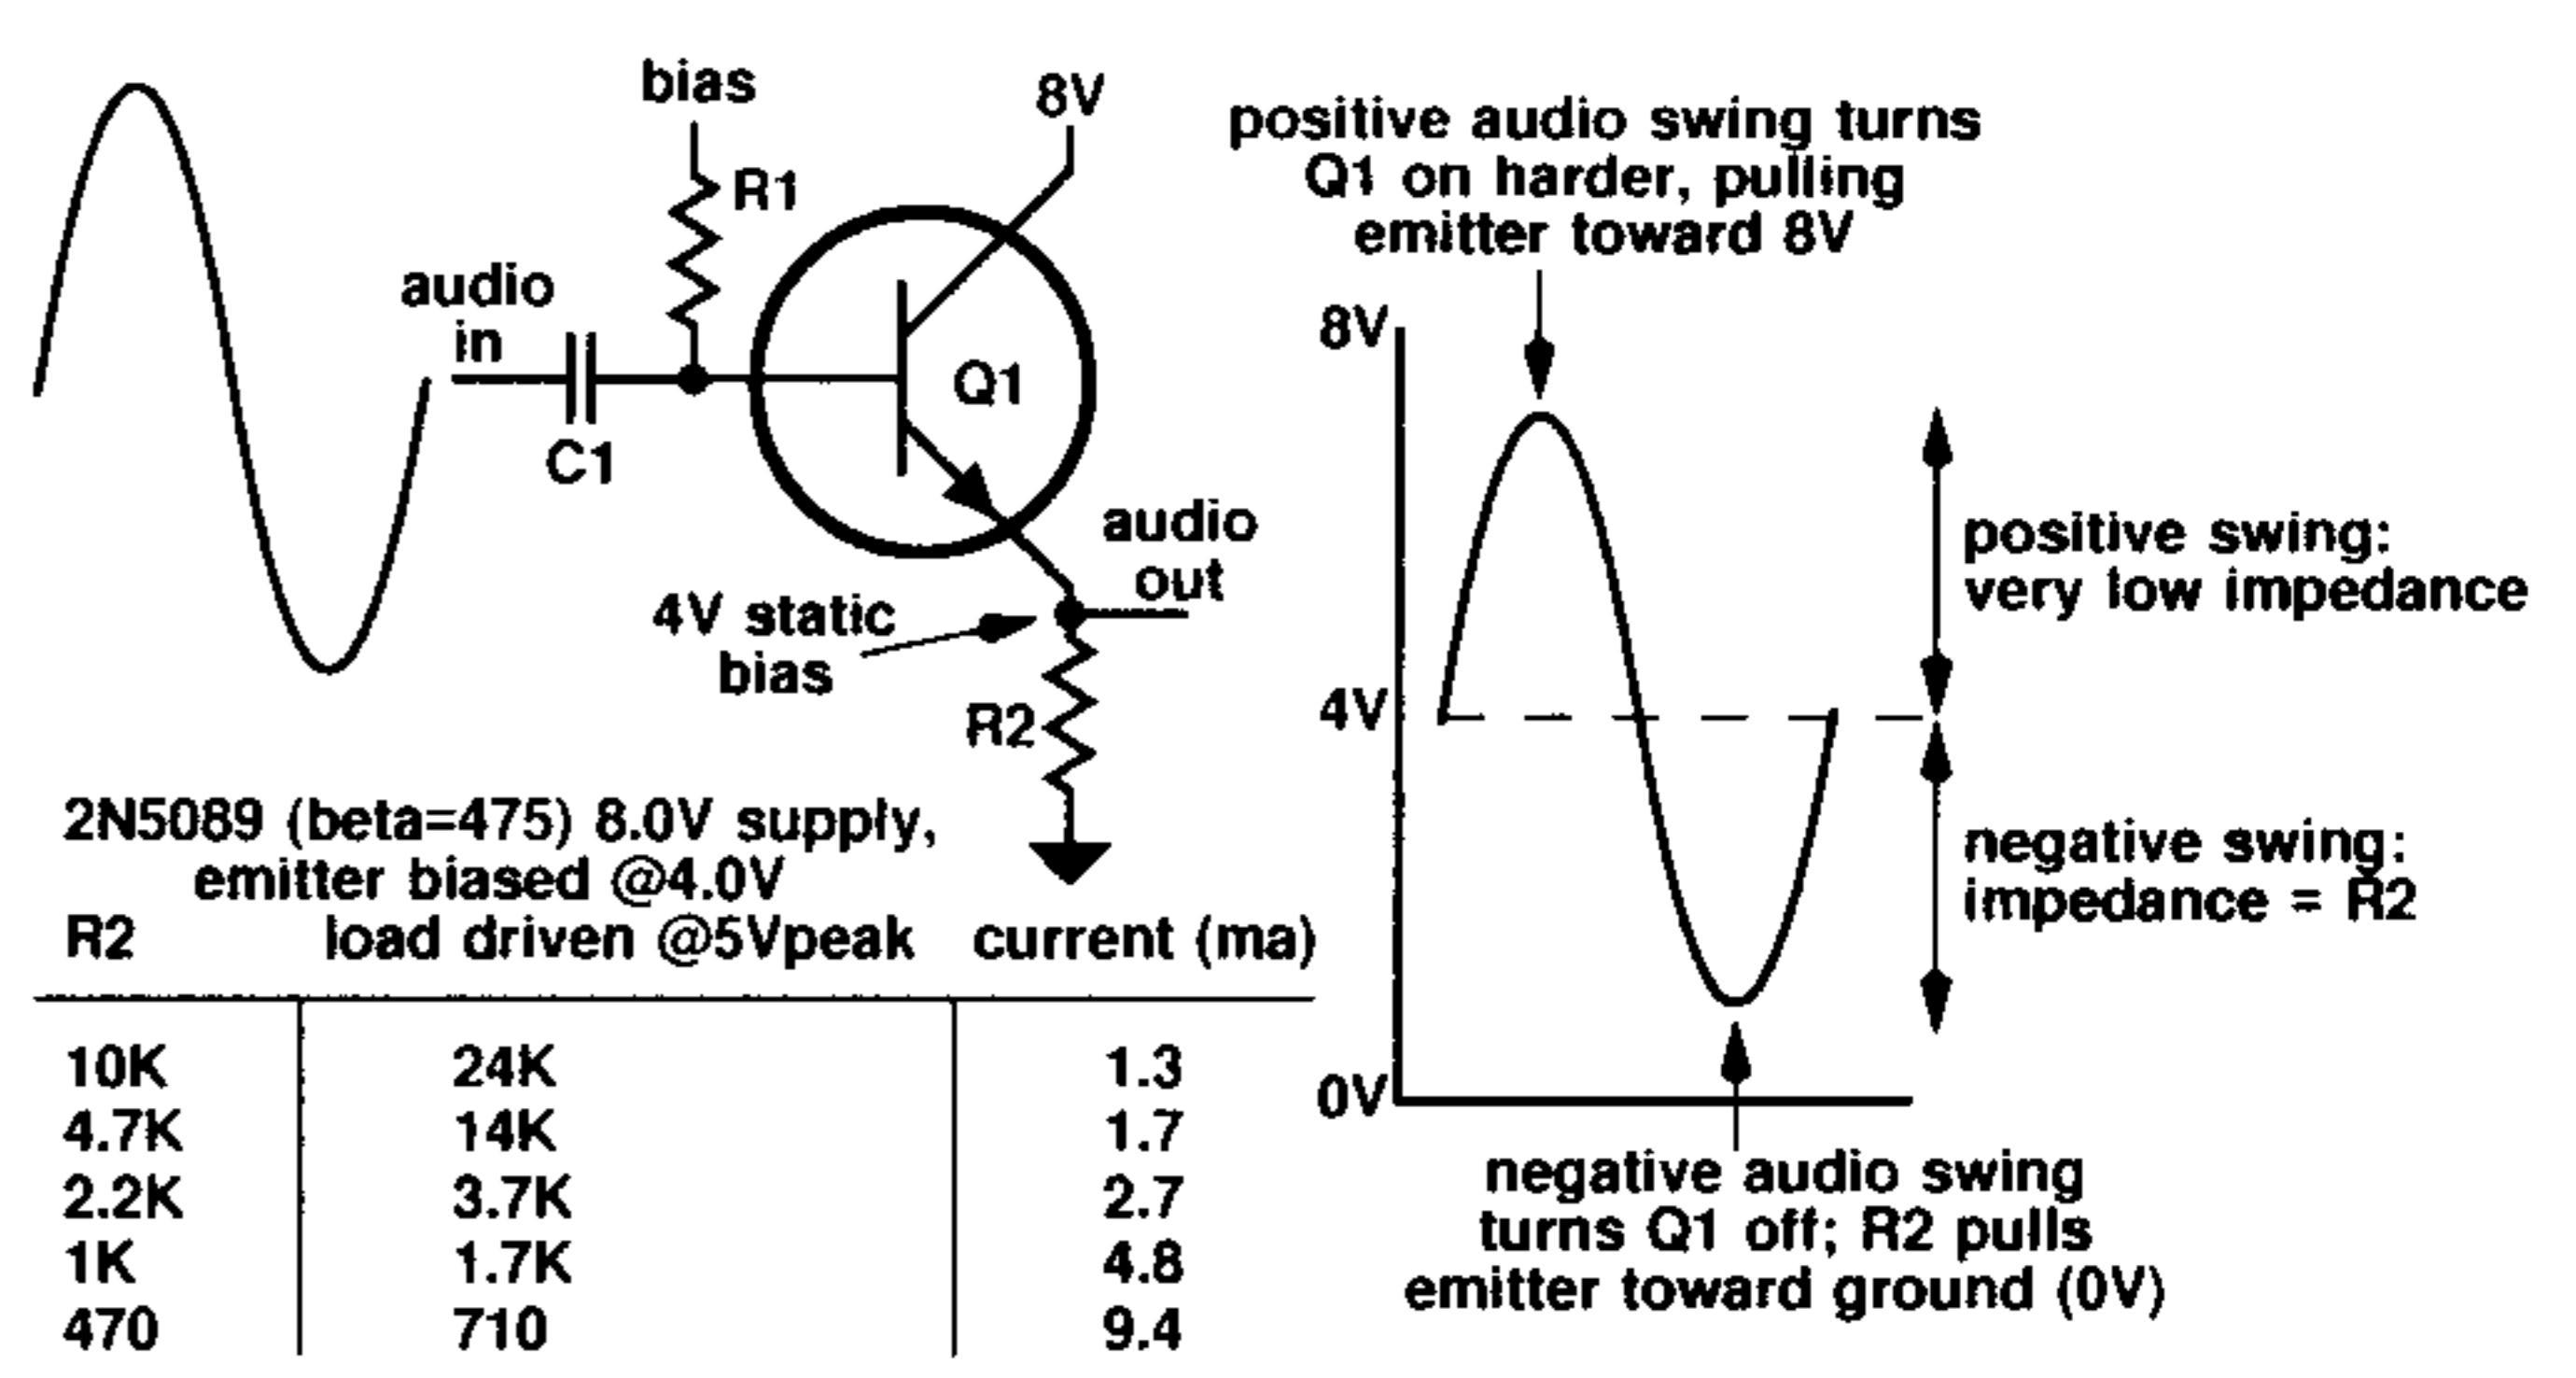 bias
8V
R1
audio
in
Q1
C1
audio
out
4V static
bias
R2
positive audio swing turns
Q1 on harder, pulling
emitter toward 8V
8V
4V
0V
positive swing:
very low impedance
negative swing:
impedance = R2
negative audio swing
turns Q1 off; R2 pulls
emitter toward ground (0V)
2N5089 (beta=475) 8.0V supply,
emitter biased @4.0V
R2 load driven @5Vpeak current (ma)
10K 24K 1.3
4.7K 14K 1.7
2.2K 3.7K 2.7
1K 1.7K 4.8
470 710 9.4